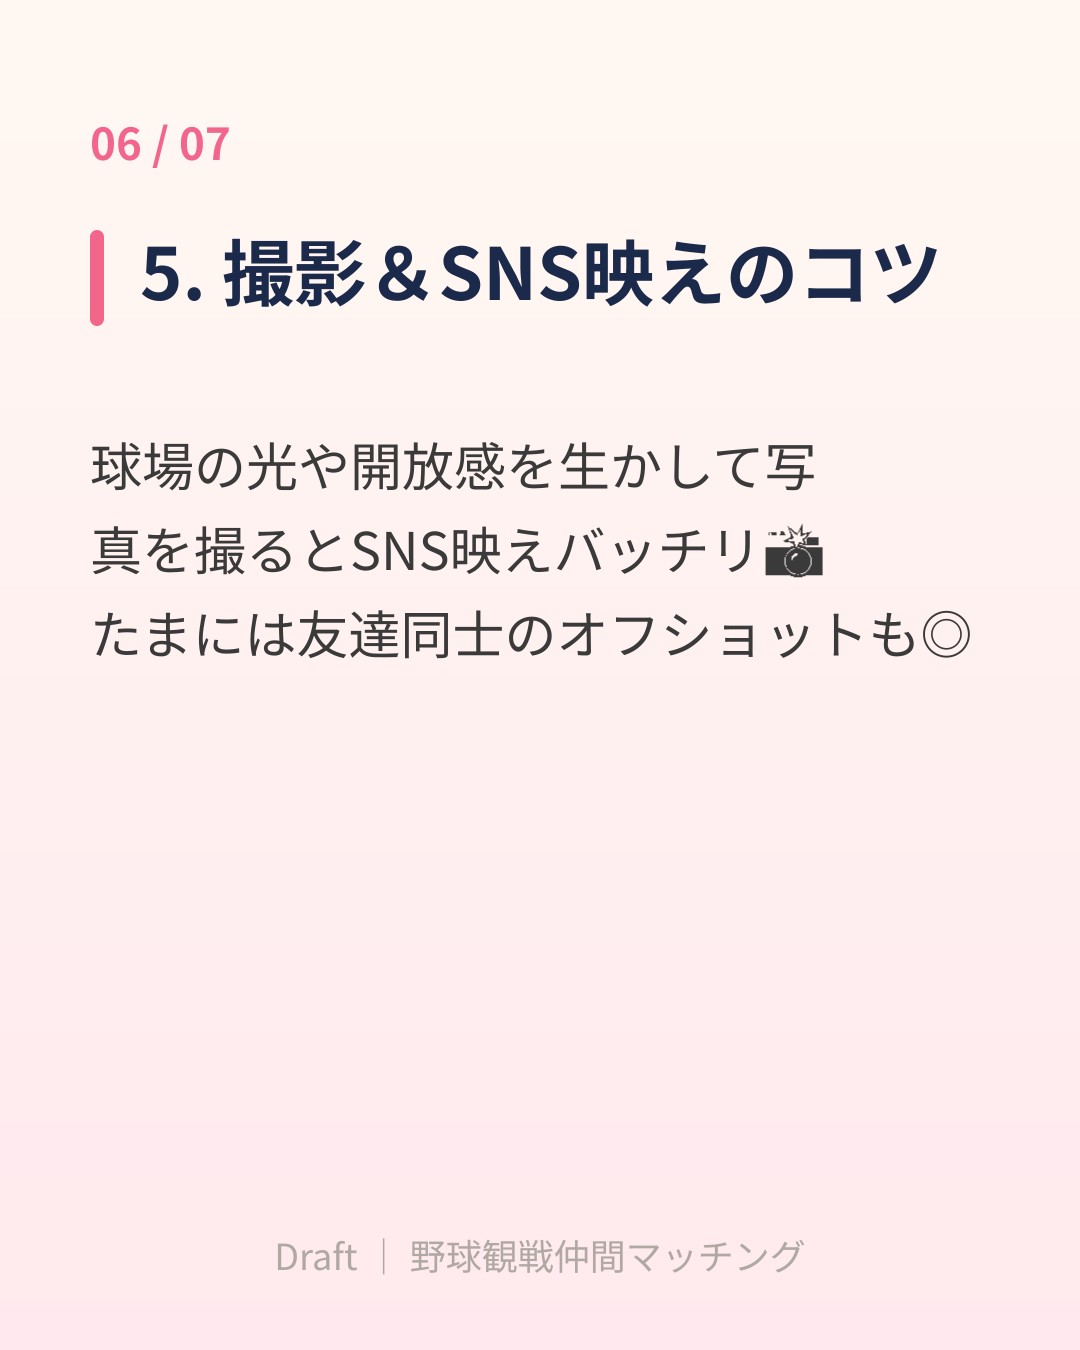 06 / 07
5. 撮影＆SNS映えのコツ
球場の光や開放感を生かして写
真を撮るとSNS映えバッチリ📸
たまには友達同士のオフショットも◎
Draft ｜ 野球観戦仲間マッチング